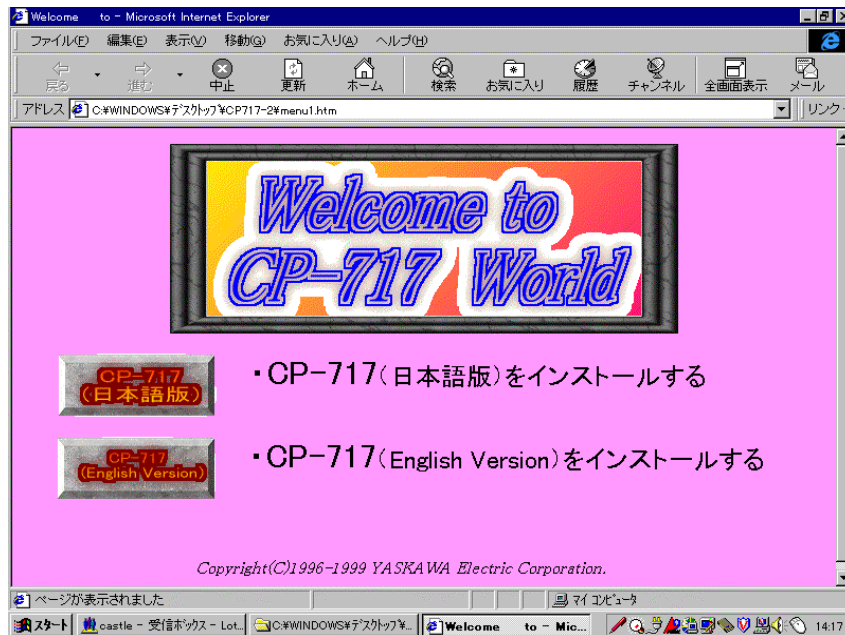 Welcome to - Microsoft Internet Explorer
ファイル(F) 編集(E) 表示(V) 移動(G) お気に入り(A) ヘルプ(H)
戻る 進む 中止 更新 ホーム 検索 お気に入り 履歴 チャンネル 全画面表示 メール
アドレス C:¥WINDOWS¥デスクトップ¥CP717-2¥menu1.htm リンク
Welcome to
CP-717 World
CP-717
(日本語版)
・CP-717(日本語版)をインストールする
CP-717
(English Version)
・CP-717(English Version)をインストールする
Copyright(C)1996-1999 YASKAWA Electric Corporation.
ページが表示されました マイ コンピュータ
スタート castle - 受信ボックス - Lot... C:¥WINDOWS¥デスクトップ¥... Welcome to - Mic... 14:17